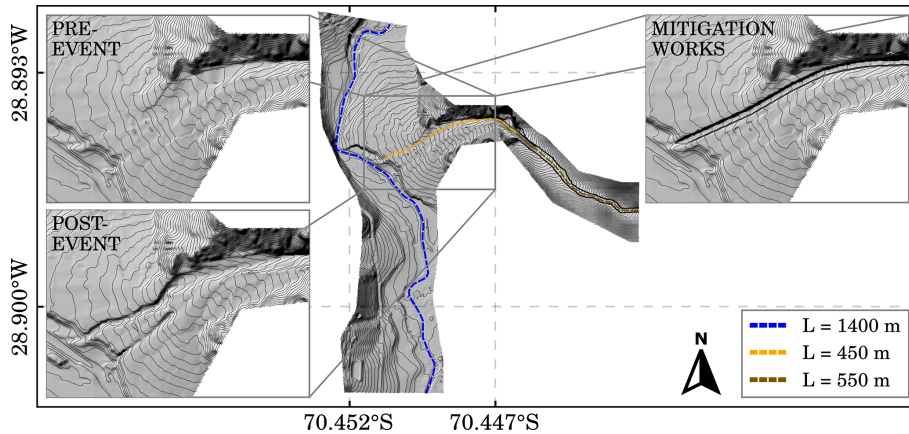 PRE-
EVENT
MITIGATION
WORKS
28.893°W
POST-
EVENT
28.900°W
N
L = 1400 m
L = 450 m
L = 550 m
70.452°S
70.447°S